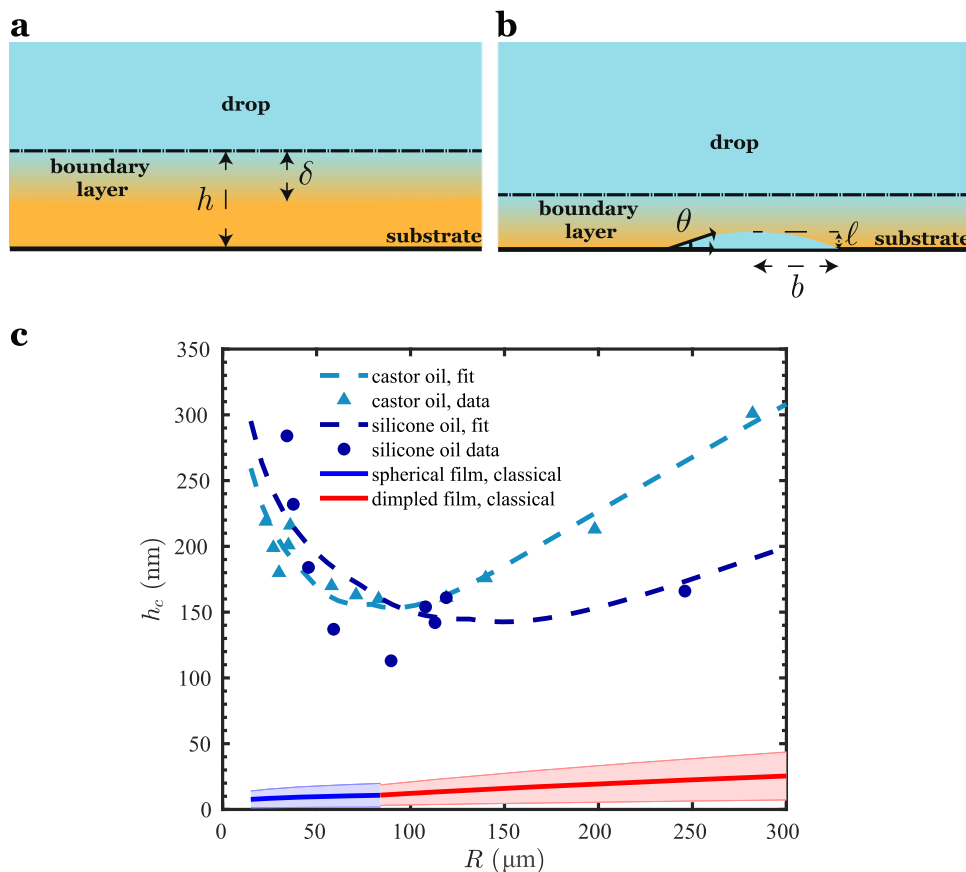 a
drop
boundary
layer
h
δ
substrate
b
drop
boundary
layer
θ
ℓ
substrate
b
c
350
300
250
200
150
100
50
0
h_c (nm)
castor oil, fit
castor oil, data
silicone oil, fit
silicone oil data
spherical film, classical
dimpled film, classical
0 50 100 150 200 250 300
R (μm)